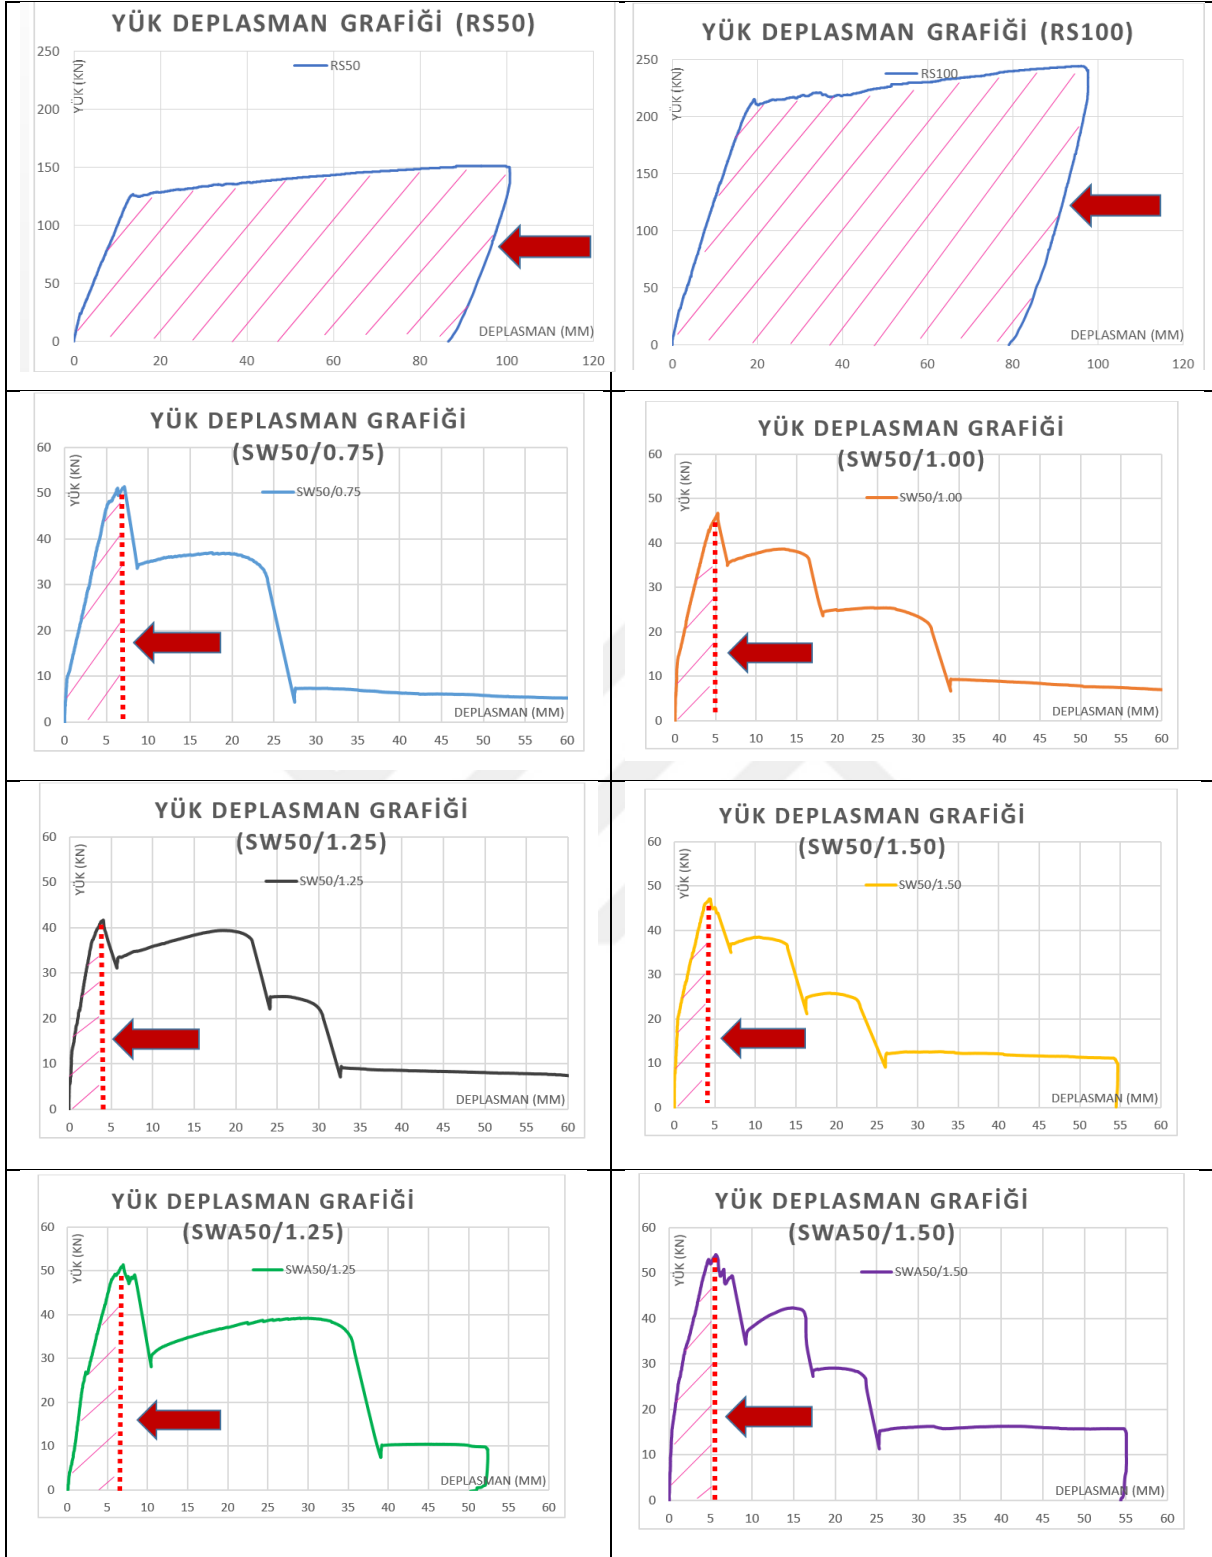 YÜK DEPLASMAN GRAFİĞİ (RS50)
RS50
YÜK (KN)
250
200
150
100
50
0
DEPLASMAN (MM)
0 20 40 60 80 100 120
YÜK DEPLASMAN GRAFİĞİ (RS100)
RS100
YÜK (KN)
250
200
150
100
50
0
DEPLASMAN (MM)
0 20 40 60 80 100 120
YÜK DEPLASMAN GRAFİĞİ
(SW50/0.75)
SW50/0.75
YÜK (KN)
60
50
40
30
20
10
0
DEPLASMAN (MM)
0 5 10 15 20 25 30 35 40 45 50 55 60
YÜK DEPLASMAN GRAFİĞİ
(SW50/1.00)
SW50/1.00
YÜK (KN)
60
50
40
30
20
10
0
DEPLASMAN (MM)
0 5 10 15 20 25 30 35 40 45 50 55 60
YÜK DEPLASMAN GRAFİĞİ
(SW50/1.25)
SW50/1.25
YÜK (KN)
60
50
40
30
20
10
0
DEPLASMAN (MM)
0 5 10 15 20 25 30 35 40 45 50 55 60
YÜK DEPLASMAN GRAFİĞİ
(SW50/1.50)
SW50/1.50
YÜK (KN)
60
50
40
30
20
10
0
DEPLASMAN (MM)
0 5 10 15 20 25 30 35 40 45 50 55 60
YÜK DEPLASMAN GRAFİĞİ
(SWA50/1.25)
SWA50/1.25
YÜK (KN)
60
50
40
30
20
10
0
DEPLASMAN (MM)
0 5 10 15 20 25 30 35 40 45 50 55 60
YÜK DEPLASMAN GRAFİĞİ
(SWA50/1.50)
SWA50/1.50
YÜK (KN)
60
50
40
30
20
10
0
DEPLASMAN (MM)
0 5 10 15 20 25 30 35 40 45 50 55 60